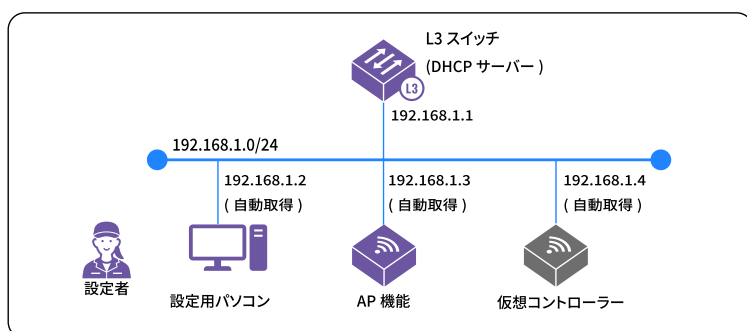 L3 スイッチ
(DHCP サーバー )
L3
192.168.1.1
192.168.1.0/24
192.168.1.2
( 自動取得 )
192.168.1.3
( 自動取得 )
192.168.1.4
( 自動取得 )
設定者
設定用パソコン
AP 機能
仮想コントローラー